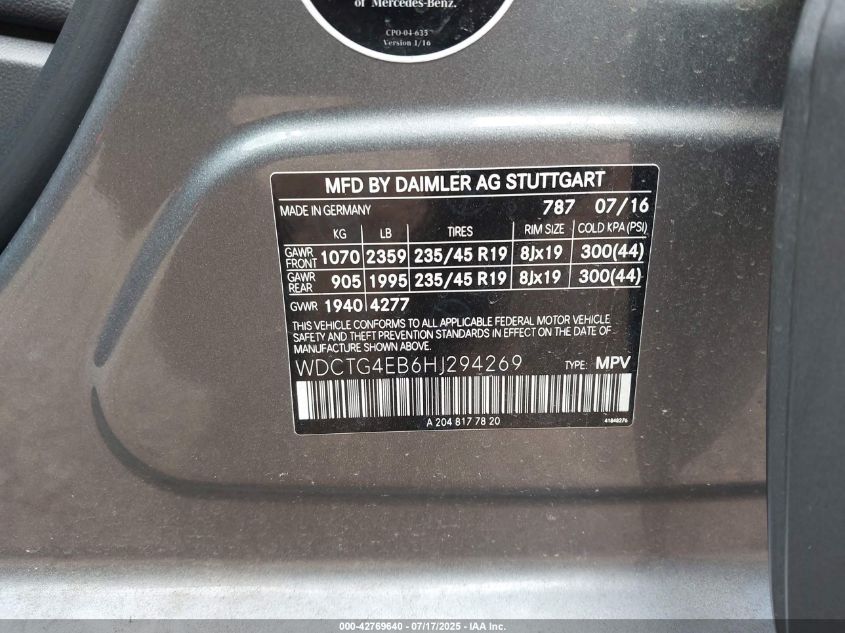 of Mercedes-Benz.
CPO-04-635
Version 1/16
MFD BY DAIMLER AG STUTTGART
MADE IN GERMANY 787 07/16
KG LB TIRES RIM SIZE COLD KPA (PSI)
GAWR FRONT 1070 2359 235/45 R19 8Jx19 300(44)
GAWR REAR 905 1995 235/45 R19 8Jx19 300(44)
GVWR 1940 4277
THIS VEHICLE CONFORMS TO ALL APPLICABLE FEDERAL MOTOR VEHICLE
SAFETY AND THEFT PREVENTION STANDARDS IN EFFECT ON THE DATE OF
MANUFACTURE SHOWN ABOVE.
WDCTG4EB6HJ294269 TYPE: MPV
A 204 817 78 20 41848276
000-42769640 / 07/17/2025 - IAA Inc.